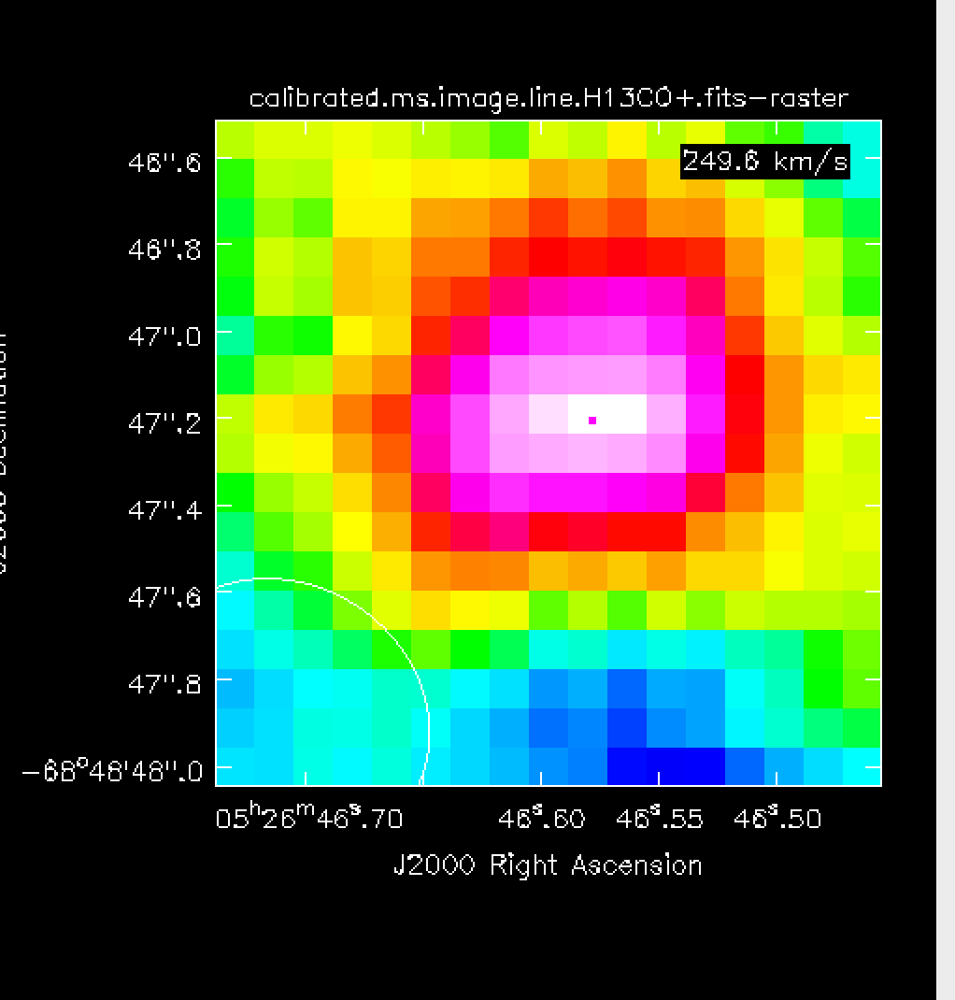 calibrated.ms.image.line.H13CO+.fits-raster
249.6 km/s
46".6
46".8
47".0
47".2
47".4
47".6
47".8
-68°48'48".0
05h26m46s.70
46s.60
46s.55
46s.50
J2000 Right Ascension